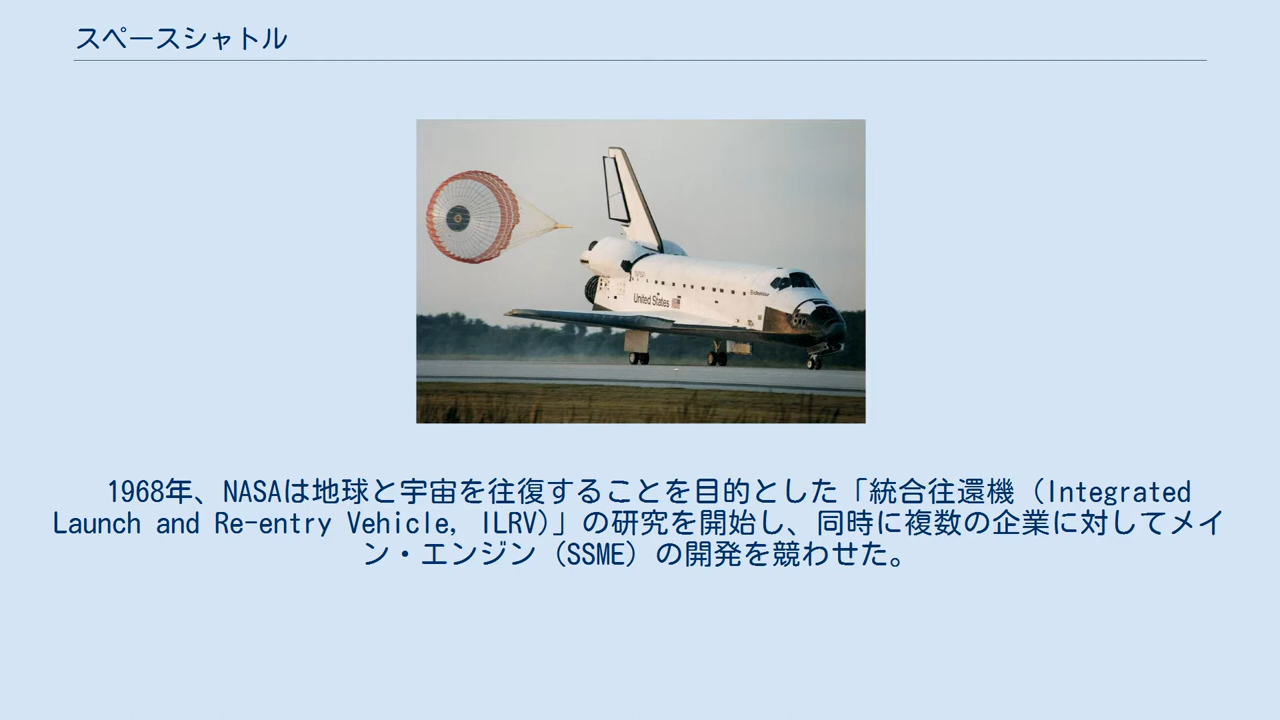 スペースシャトル
United States
Endeavour
1968年、NASAは地球と宇宙を往復することを目的とした「統合往還機（Integrated
Launch and Re-entry Vehicle, ILRV)」の研究を開始し、同時に複数の企業に対してメイ
ン・エンジン（SSME）の開発を競わせた。